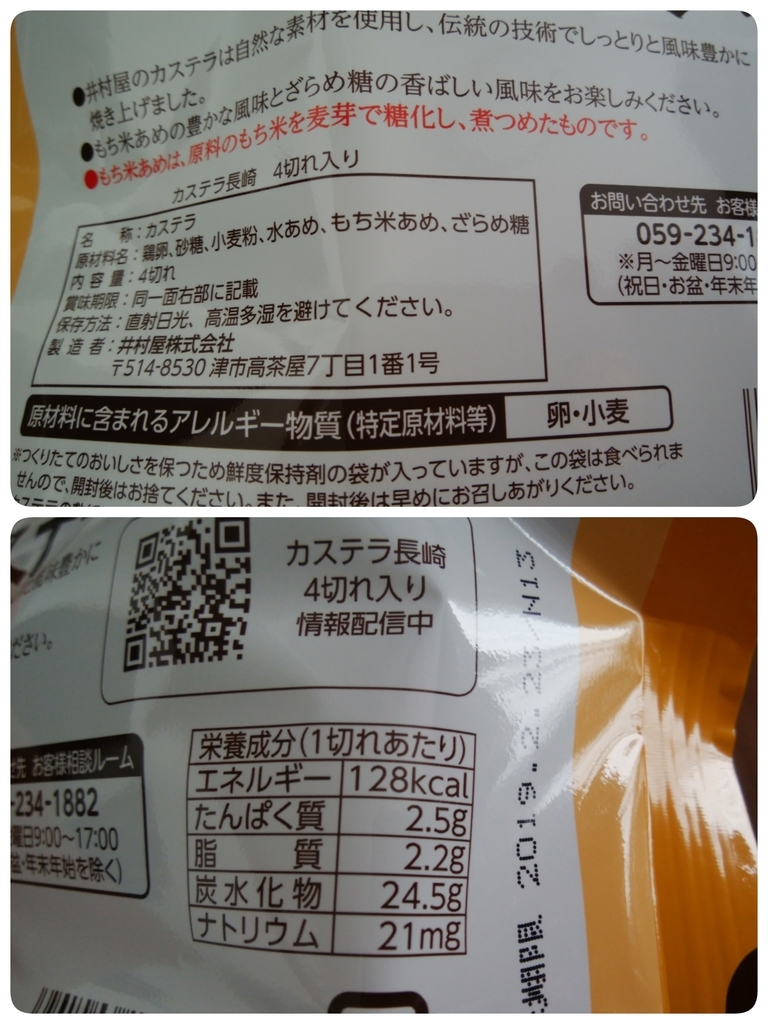 ●井村屋のカステラは自然な素材を使用し、伝統の技術でしっとりと風味豊かに
焼き上げました。
●もち米あめの豊かな風味とざらめ糖の香ばしい風味をお楽しみください。
●もち米あめは、原料のもち米を麦芽で糖化し、煮つめたものです。
カステラ長崎 4切れ入り
名称:カステラ
原材料名:鶏卵、砂糖、小麦粉、水あめ、もち米あめ、ざらめ糖
内容量:4切れ
賞味期限:同一面右部に記載
保存方法:直射日光、高温多湿を避けてください。
製造者:井村屋株式会社
〒514-8530 津市高茶屋7丁目1番1号
お問い合わせ先 お客様
059-234-1
※月~金曜日9:00
(祝日・お盆・年末年
原材料に含まれるアレルギー物質(特定原材料等) 卵・小麦
※つくりたてのおいしさを保つため鮮度保持剤の袋が入っていますが、この袋は食べられま
せんので、開封後はお捨てください。また、開封後は早めにお召しあがりください。
風味豊かに
ださい。
カステラ長崎
4切れ入り
情報配信中
せ先 お客様相談ルーム
-234-1882
曜日9:00~17:00
盆・年末年始を除く)
栄養成分(1切れあたり)
エネルギー 128kcal
たんぱく質 2.5g
脂質 2.2g
炭水化物 24.5g
ナトリウム 21mg
2019.2.23/M13